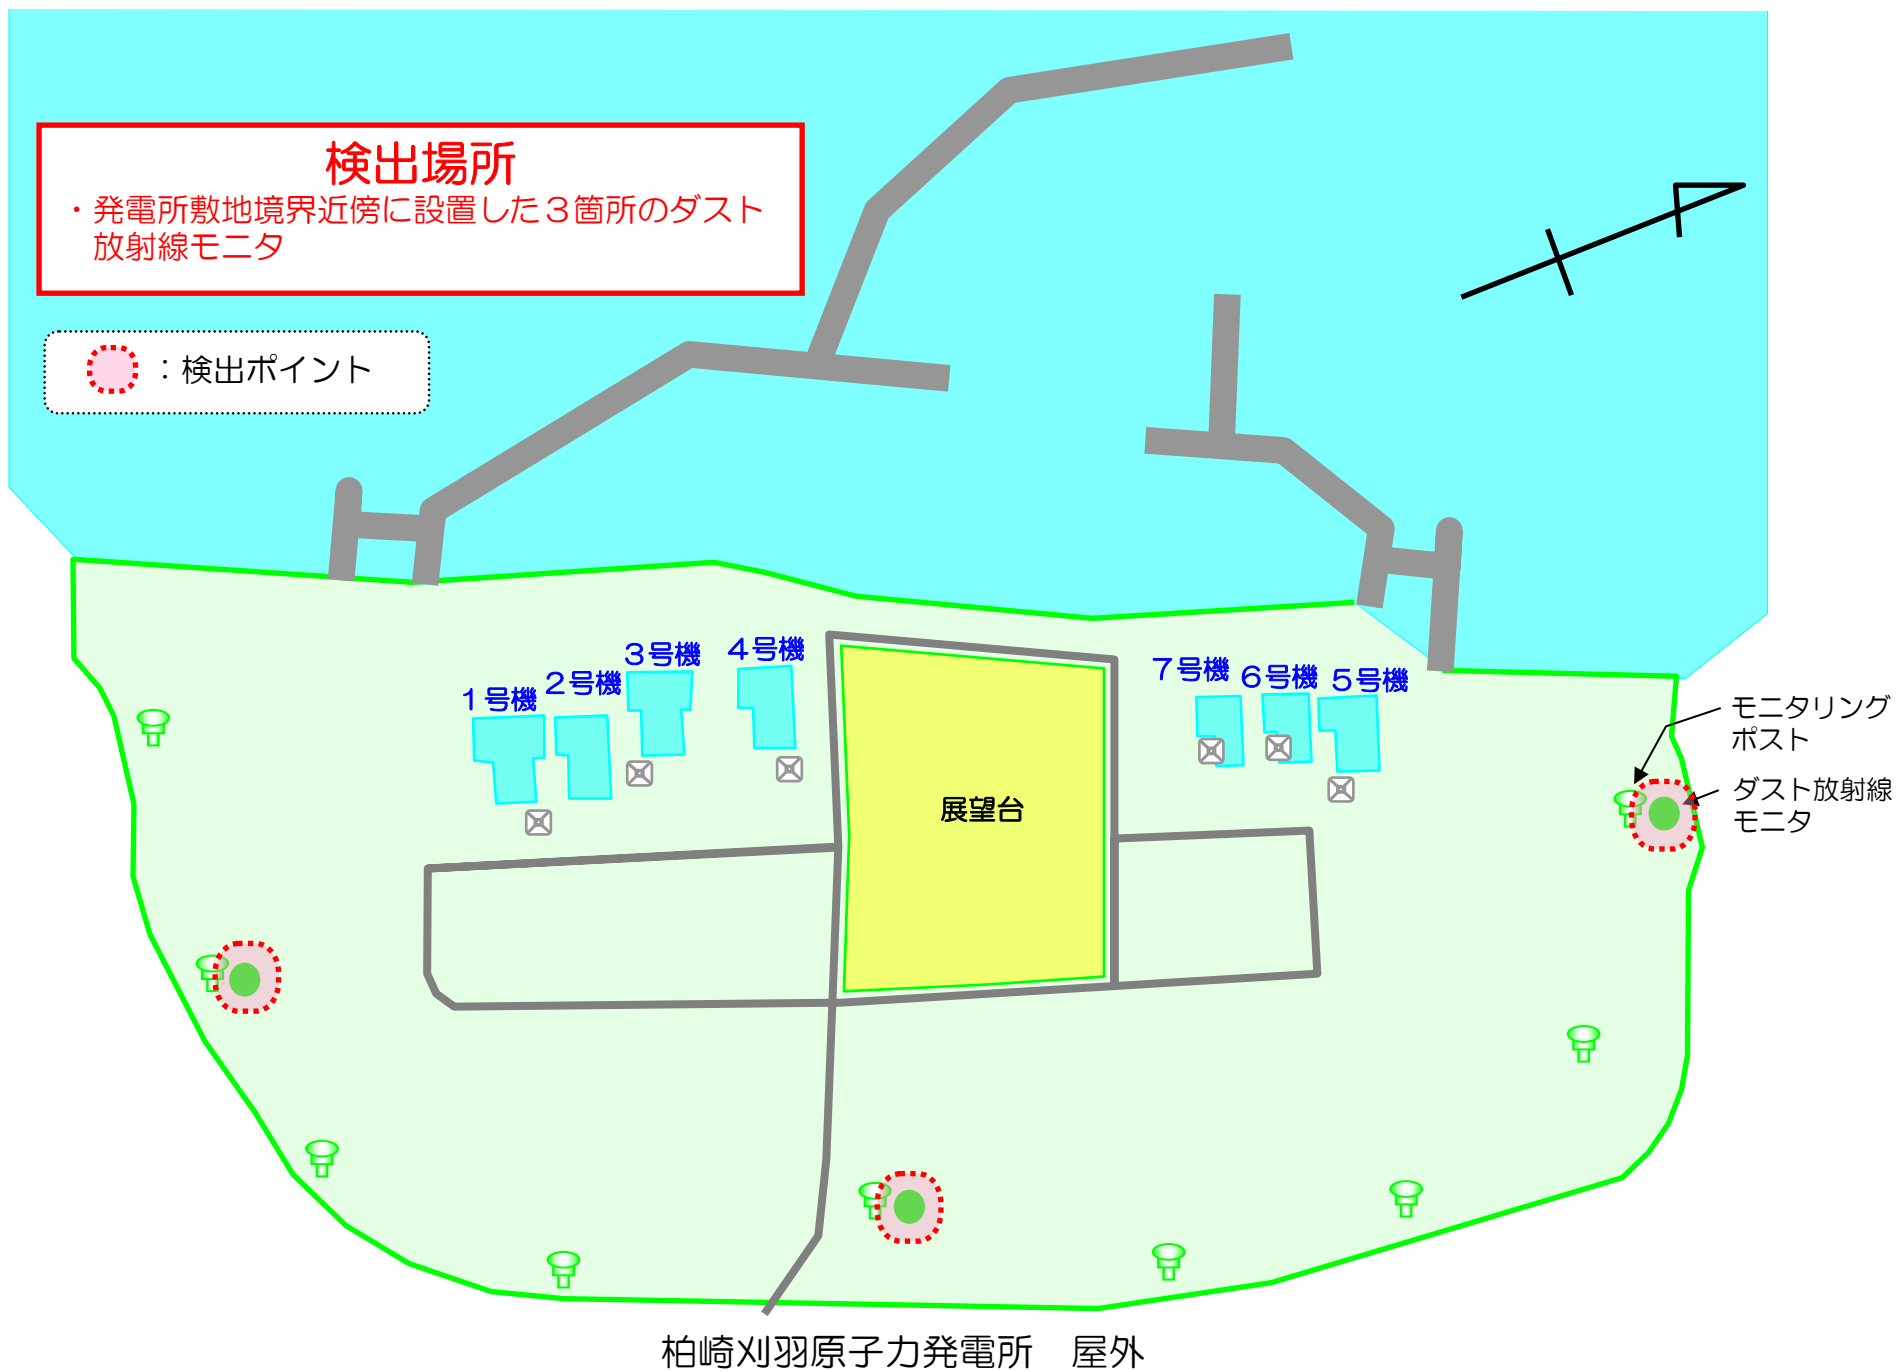 検出場所
・発電所敷地境界近傍に設置した３箇所のダスト
放射線モニタ
：検出ポイント
１号機
２号機
３号機
４号機
７号機
６号機
５号機
展望台
モニタリング
ポスト
ダスト放射線
モニタ
柏崎刈羽原子力発電所　屋外